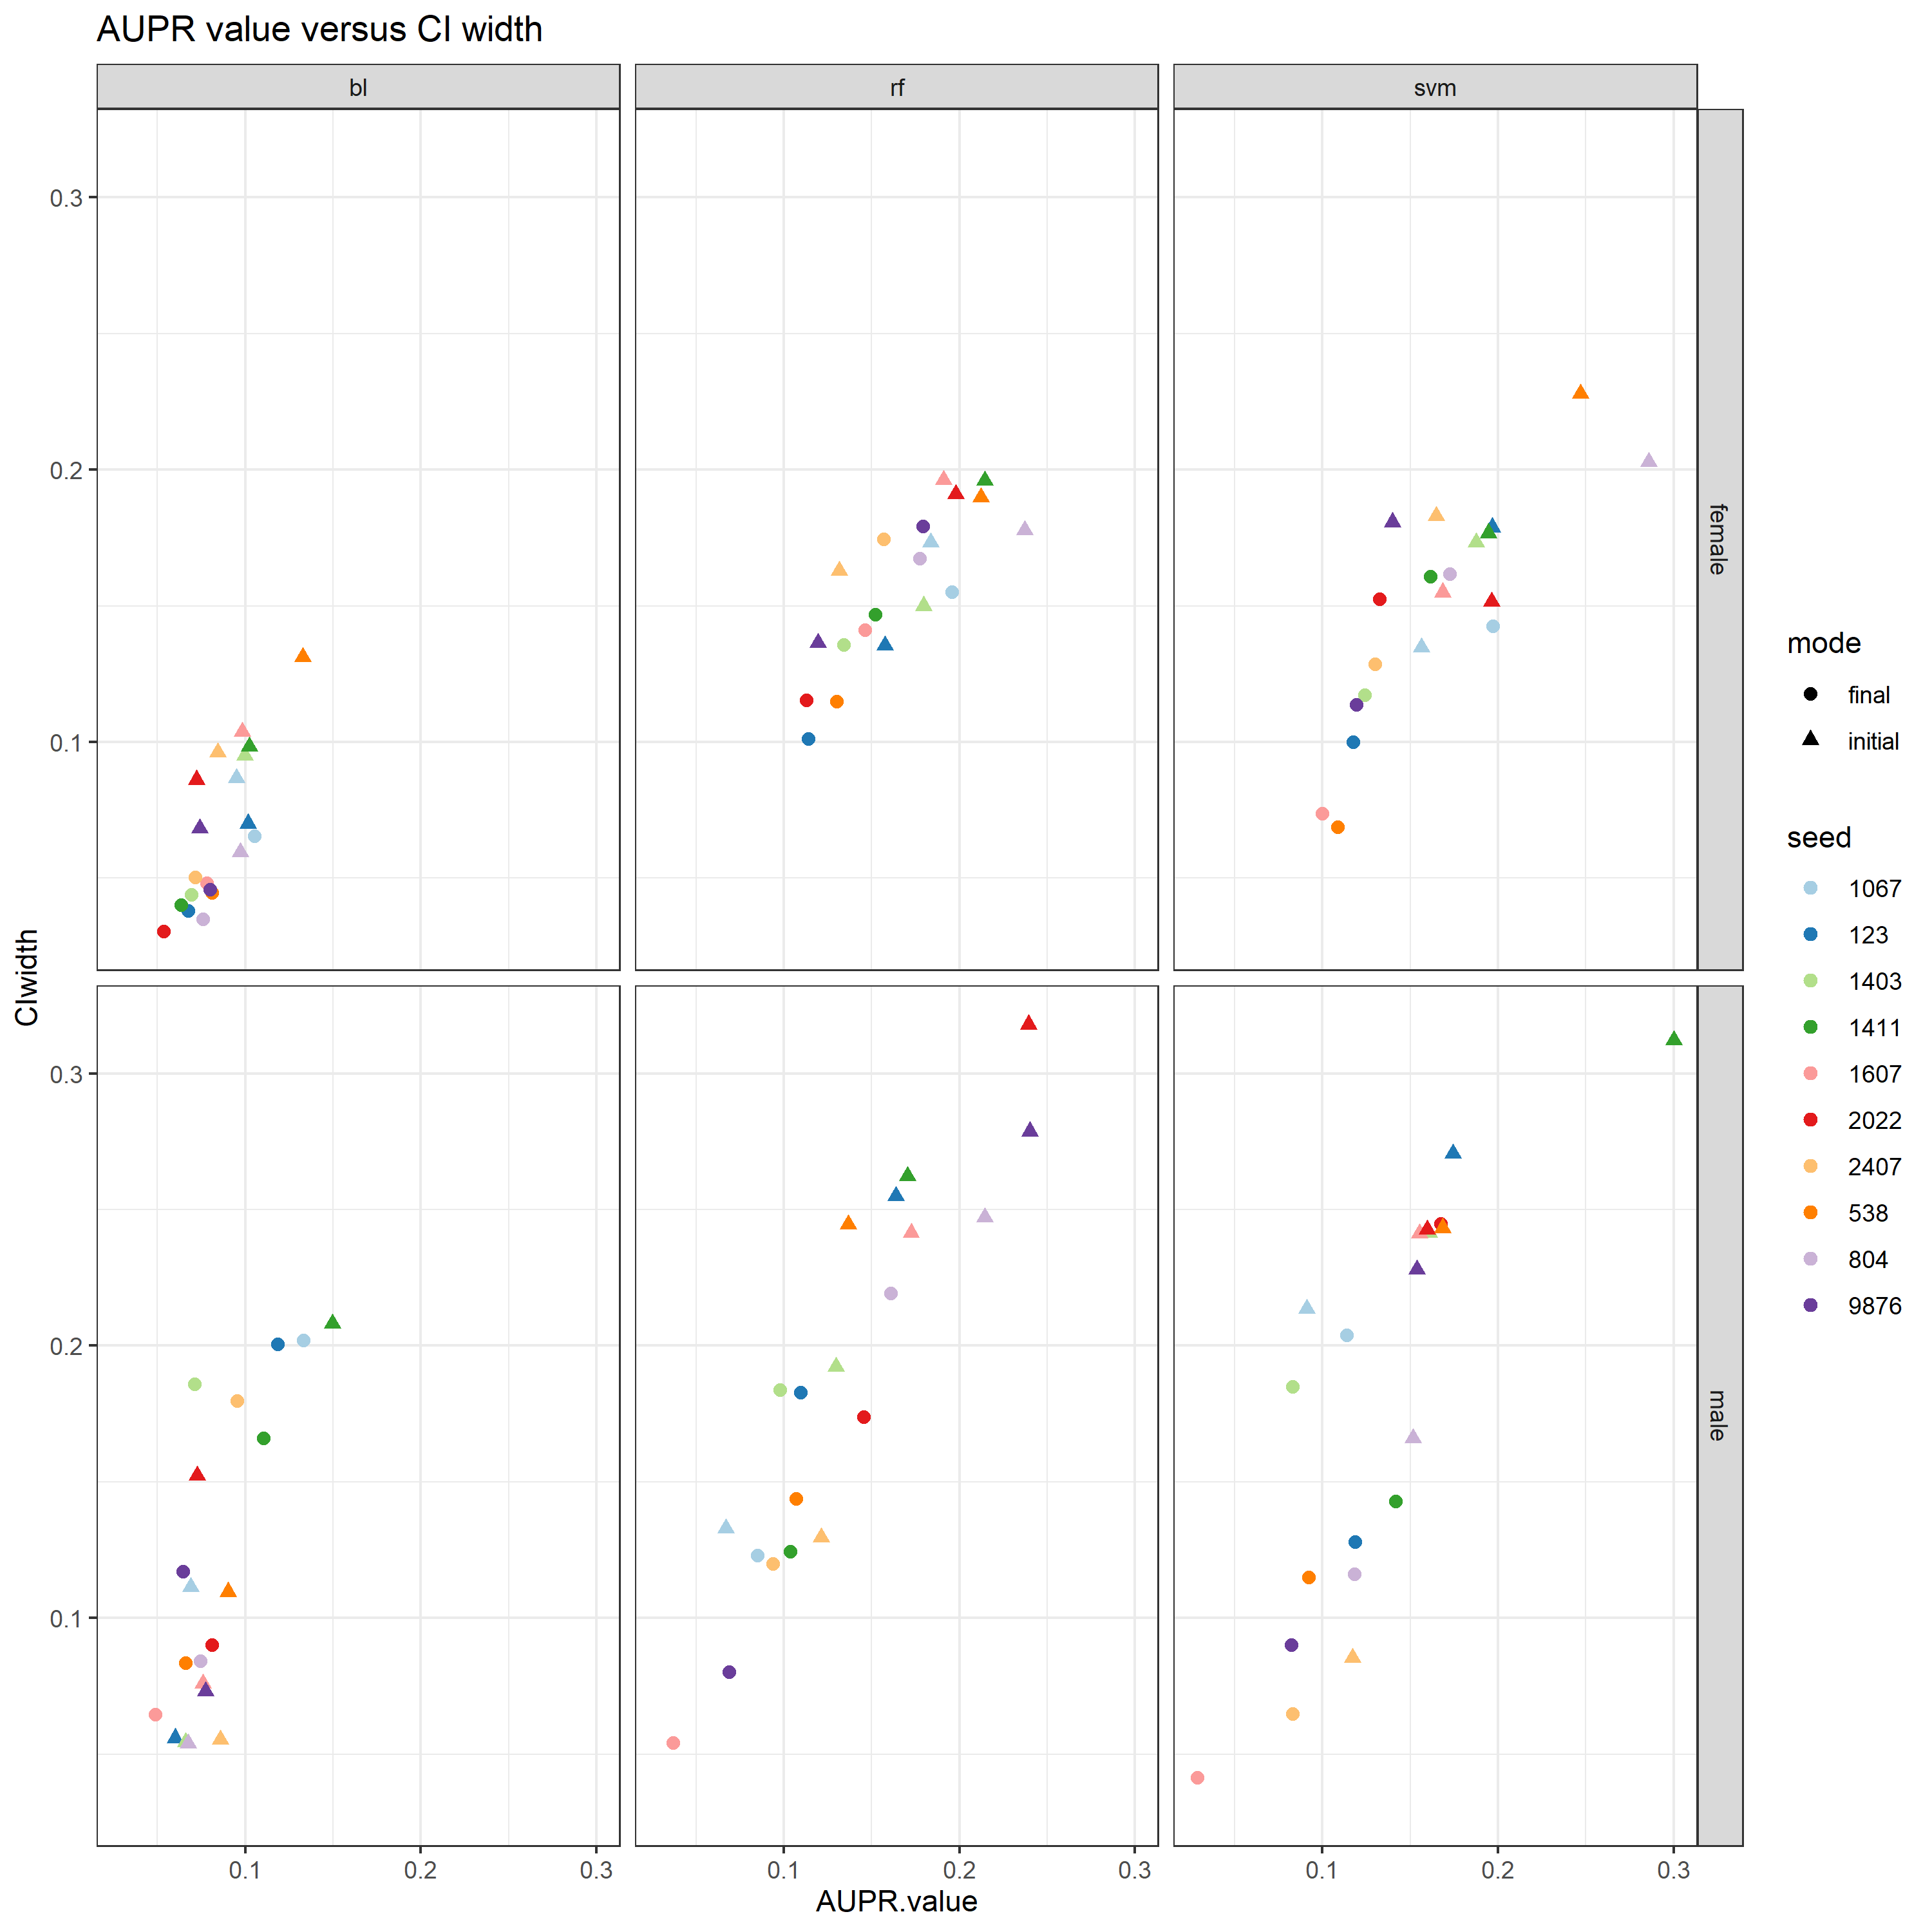 AUPR value versus CI width
bl
rf
svm
0.3
0.2
0.1
female
0.3
0.2
0.1
male
CIwidth
0.1
0.2
0.3
0.1
0.2
0.3
0.1
0.2
0.3
AUPR.value
mode
final
initial
seed
1067
123
1403
1411
1607
2022
2407
538
804
9876